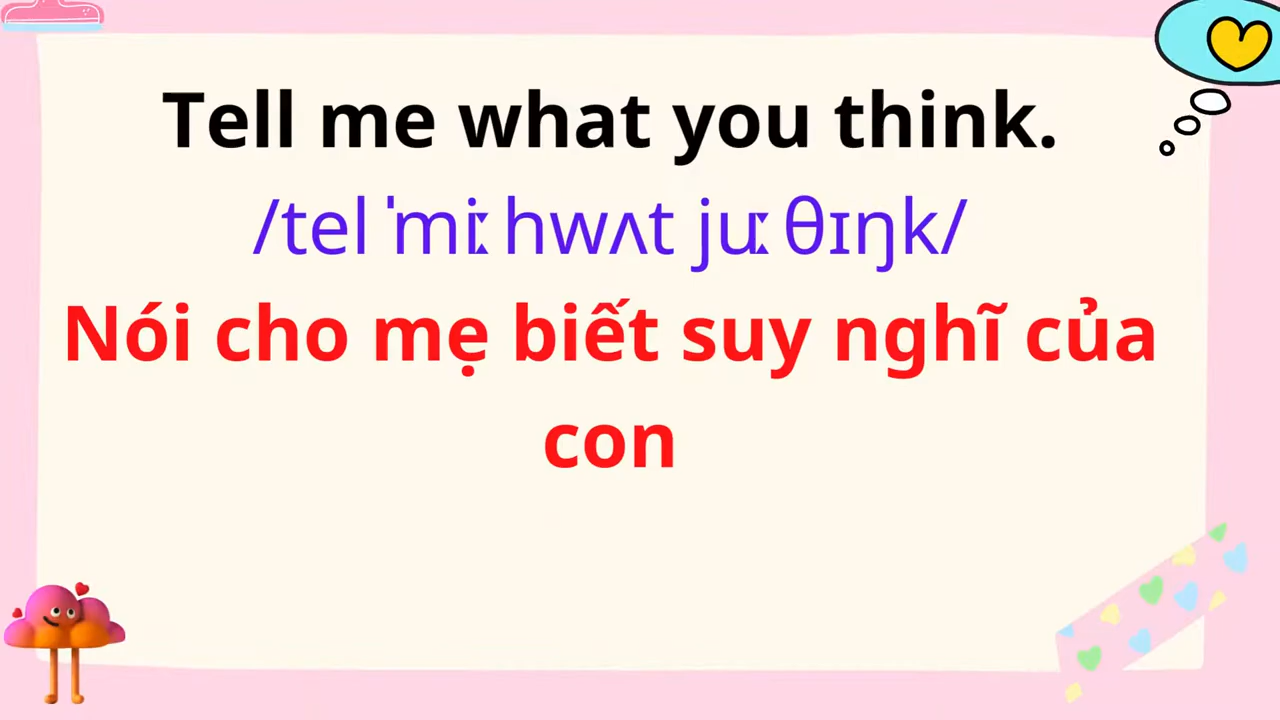 Tell me what you think.
/tel ˈmiː hwʌt juː θɪŋk/
Nói cho mẹ biết suy nghĩ của
con